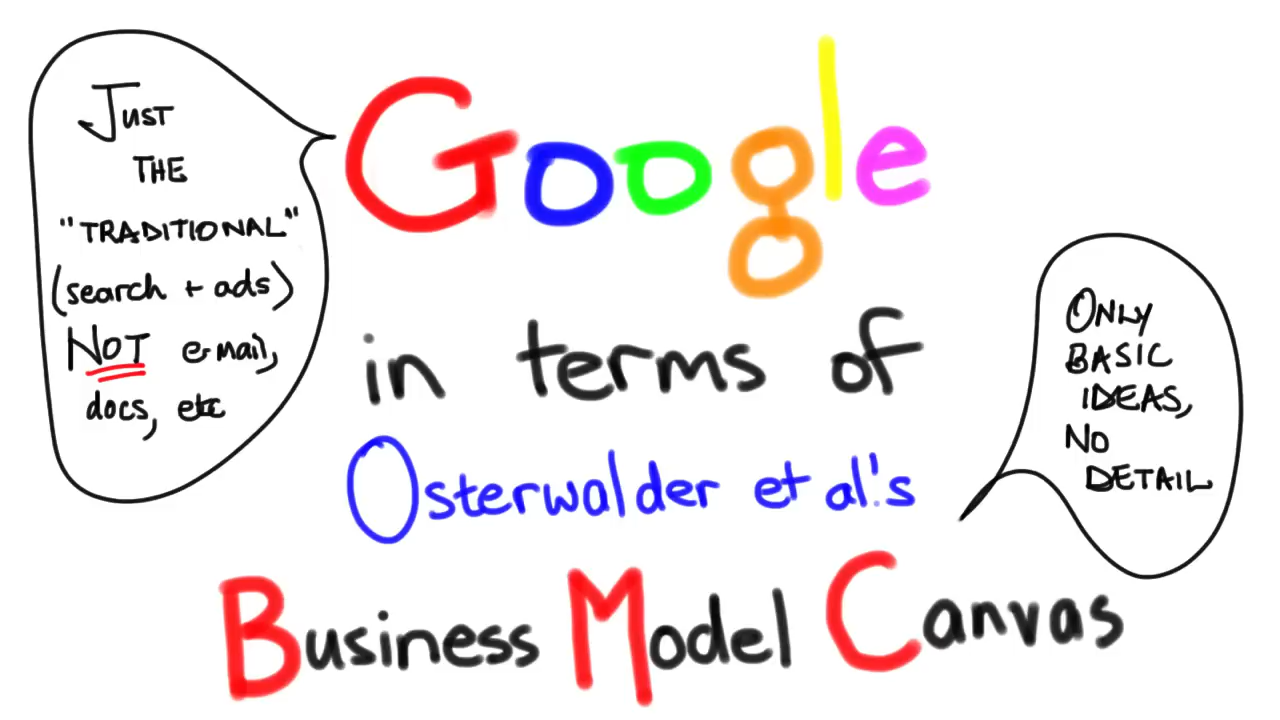 Just
THE
"TRADITIONAL"
(search + ads)
NOT e-mail,
docs, etc
Google
in terms of
Osterwalder et al.'s
Business Model Canvas
ONLY
BASIC
IDEAS,
NO
DETAIL